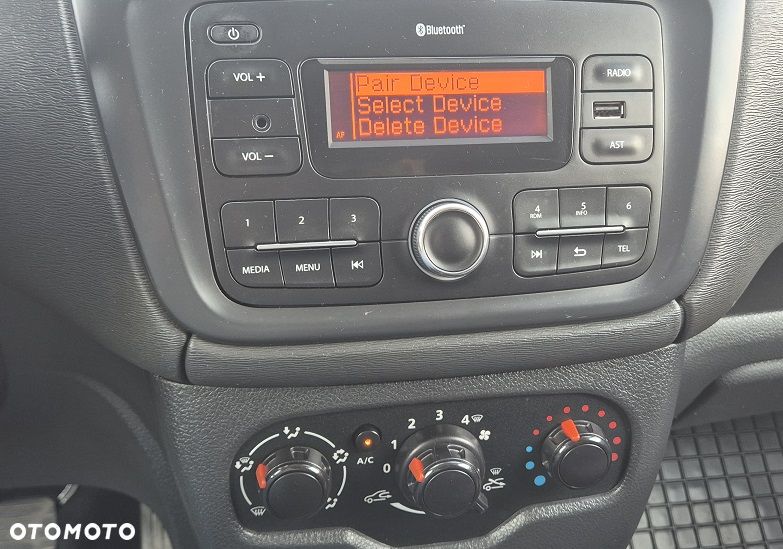 Bluetooth
VOL +
VOL −
Pair Device
Select Device
Delete Device
AF
RADIO
AST
1 2 3
MEDIA MENU
4 RDM 5 INFO 6
TEL
A/C
0 1 2 3 4
OTOMOTO